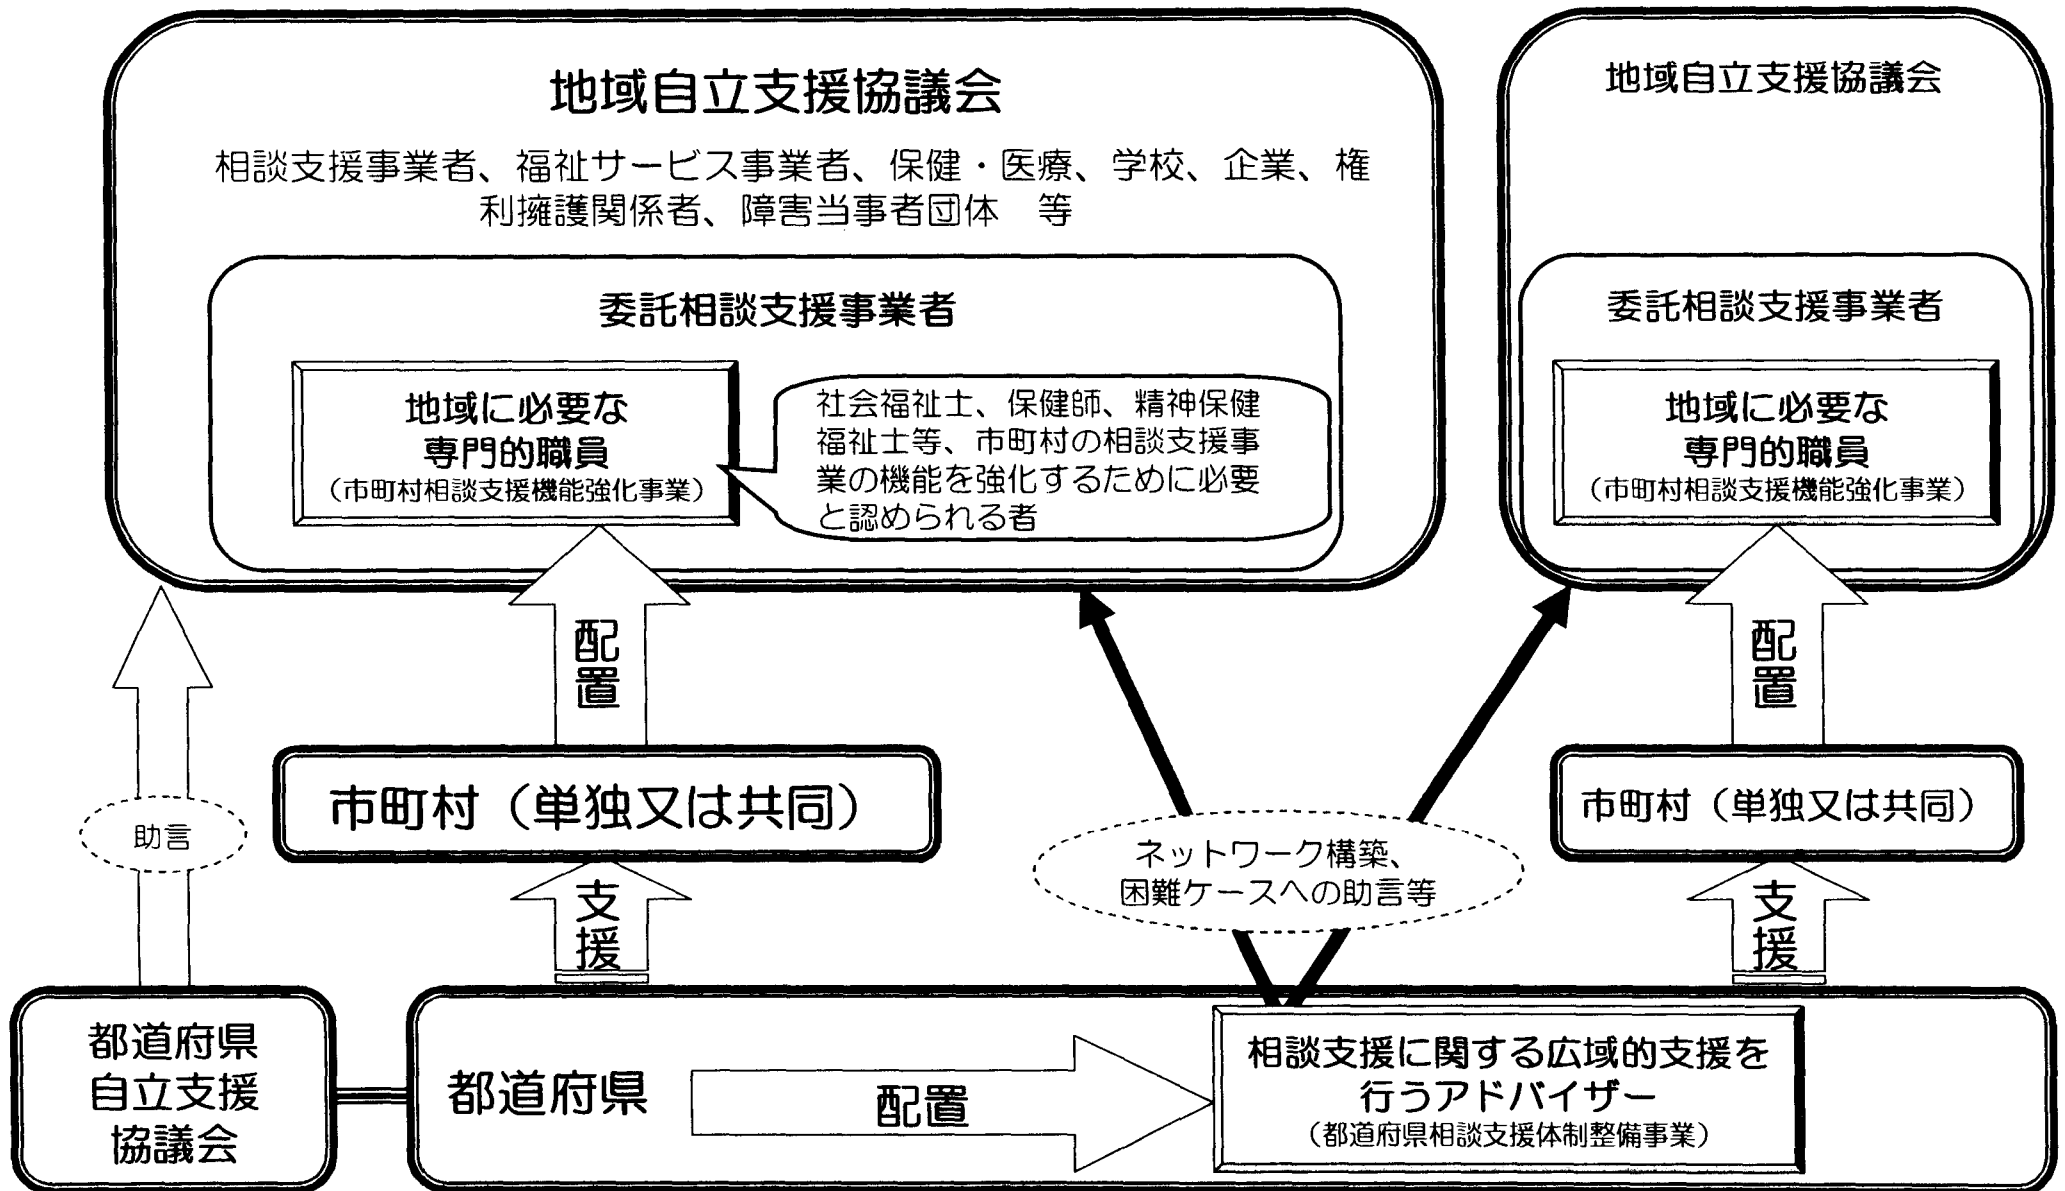 地域自立支援協議会
相談支援事業者、福祉サービス事業者、保健・医療、学校、企業、権
利擁護関係者、障害当事者団体　等
委託相談支援事業者
地域に必要な
専門的職員
（市町村相談支援機能強化事業）
社会福祉士、保健師、精神保健
福祉士等、市町村の相談支援事
業の機能を強化するために必要
と認められる者
地域自立支援協議会
委託相談支援事業者
地域に必要な
専門的職員
（市町村相談支援機能強化事業）
配置
配置
市町村（単独又は共同）
市町村（単独又は共同）
助言
ネットワーク構築、
困難ケースへの助言等
支援
支援
都道府県
自立支援
協議会
都道府県
配置
相談支援に関する広域的支援を
行うアドバイザー
（都道府県相談支援体制整備事業）